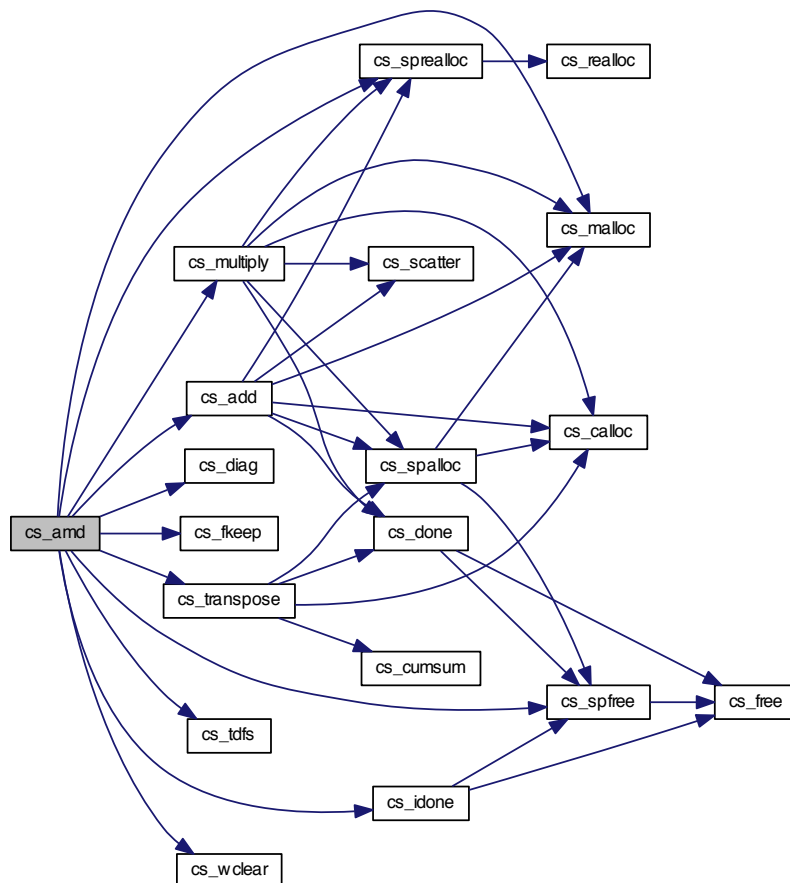 cs_sprealloc
cs_realloc
cs_malloc
cs_multiply
cs_scatter
cs_add
cs_calloc
cs_diag
cs_spalloc
cs_amd
cs_fkeep
cs_done
cs_transpose
cs_cumsum
cs_spfree
cs_free
cs_tdfs
cs_idone
cs_wclear